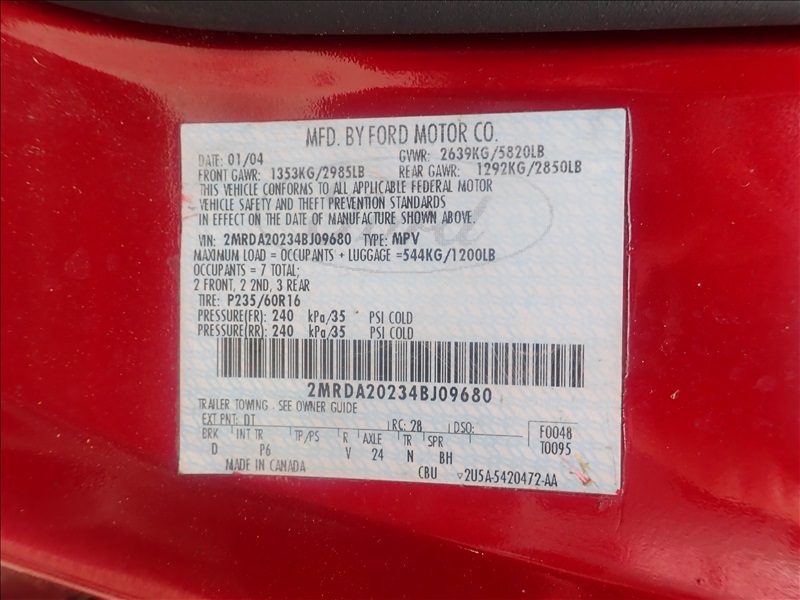 MFD. BY FORD MOTOR CO.
DATE: 01/04 GVWR: 2639KG/5820LB
FRONT GAWR: 1353KG/2985LB REAR GAWR: 1292KG/2850LB
THIS VEHICLE CONFORMS TO ALL APPLICABLE FEDERAL MOTOR
VEHICLE SAFETY AND THEFT PREVENTION STANDARDS
IN EFFECT ON THE DATE OF MANUFACTURE SHOWN ABOVE.
VIN: 2MRDA20234BJ09680 TYPE: MPV
MAXIMUM LOAD = OCCUPANTS + LUGGAGE =544KG/1200LB
OCCUPANTS = 7 TOTAL;
2 FRONT, 2 2ND, 3 REAR
TIRE: P235/60R16
PRESSURE(FR): 240 kPa/35 PSI COLD
PRESSURE(RR): 240 kPa/35 PSI COLD
2MRDA20234BJ09680
TRAILER TOWING - SEE OWNER GUIDE
EXT PNT: DT RC: 28 DSO: F0048
BRK INT TR TP/PS R AXLE TR SPR T0095
D P6 V 24 N BH
MADE IN CANADA CBU ▽2U5A-5420472-AA